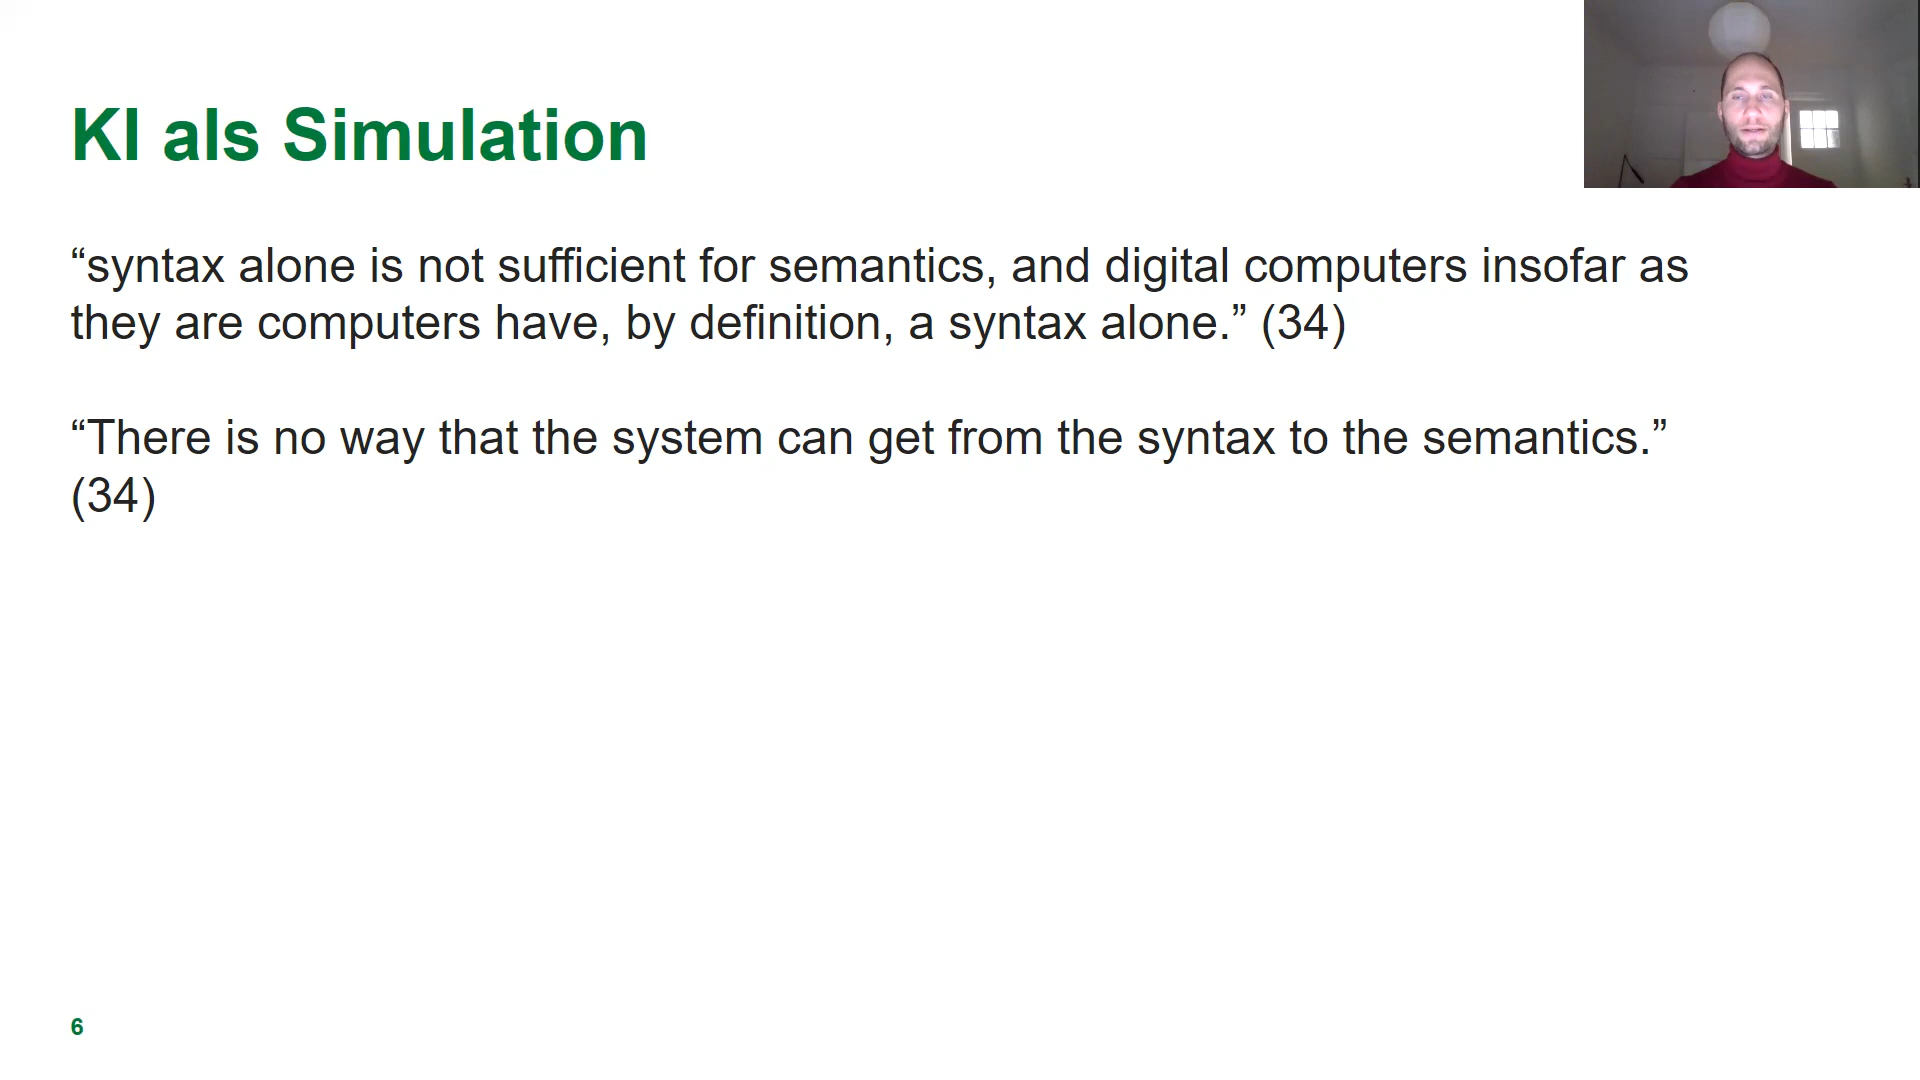 KI als Simulation
“syntax alone is not sufficient for semantics, and digital computers insofar as
they are computers have, by definition, a syntax alone.” (34)
“There is no way that the system can get from the syntax to the semantics.”
(34)
6